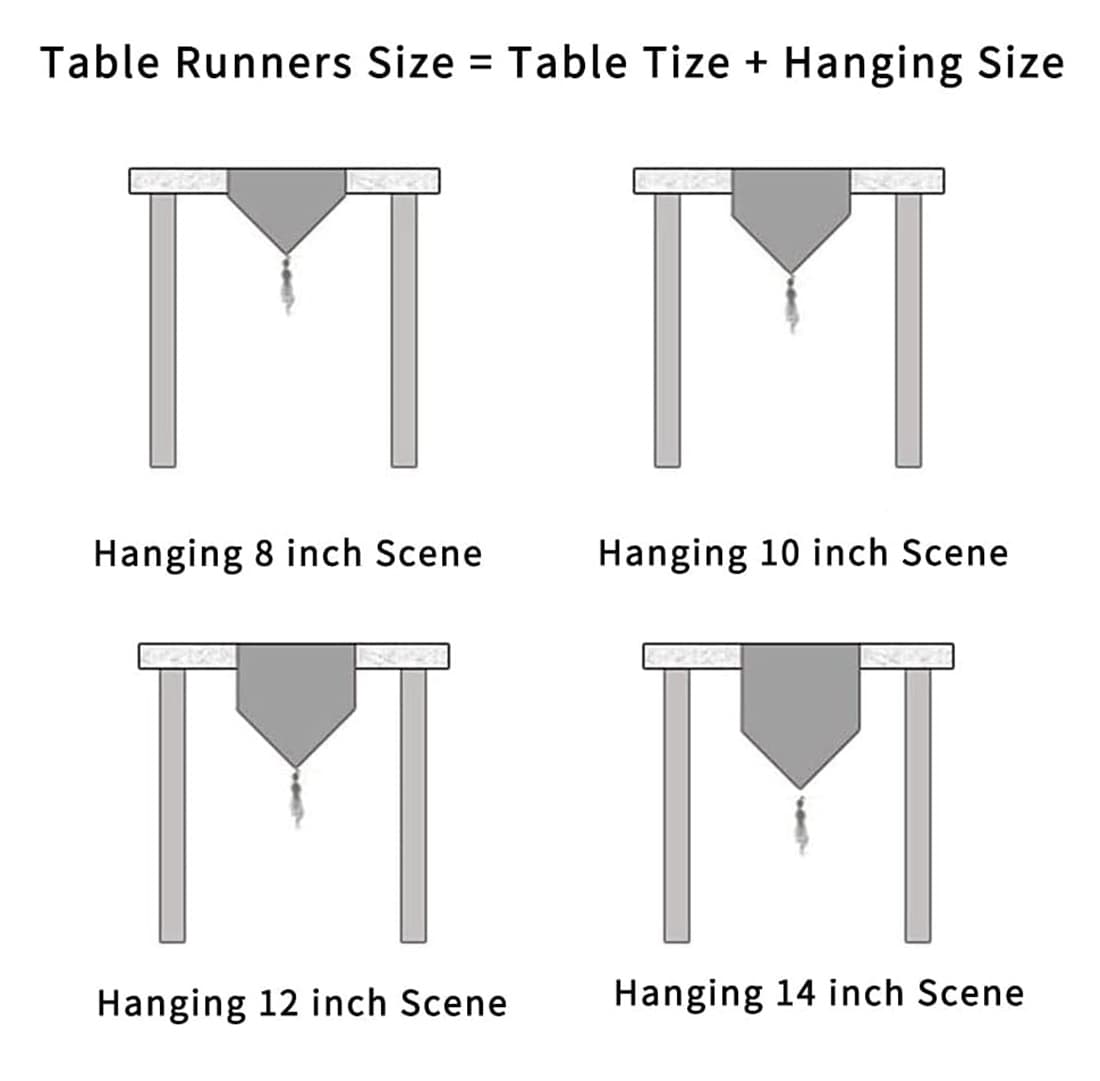 Table Runners Size = Table Tize + Hanging Size
Hanging 8 inch Scene
Hanging 10 inch Scene
Hanging 12 inch Scene
Hanging 14 inch Scene